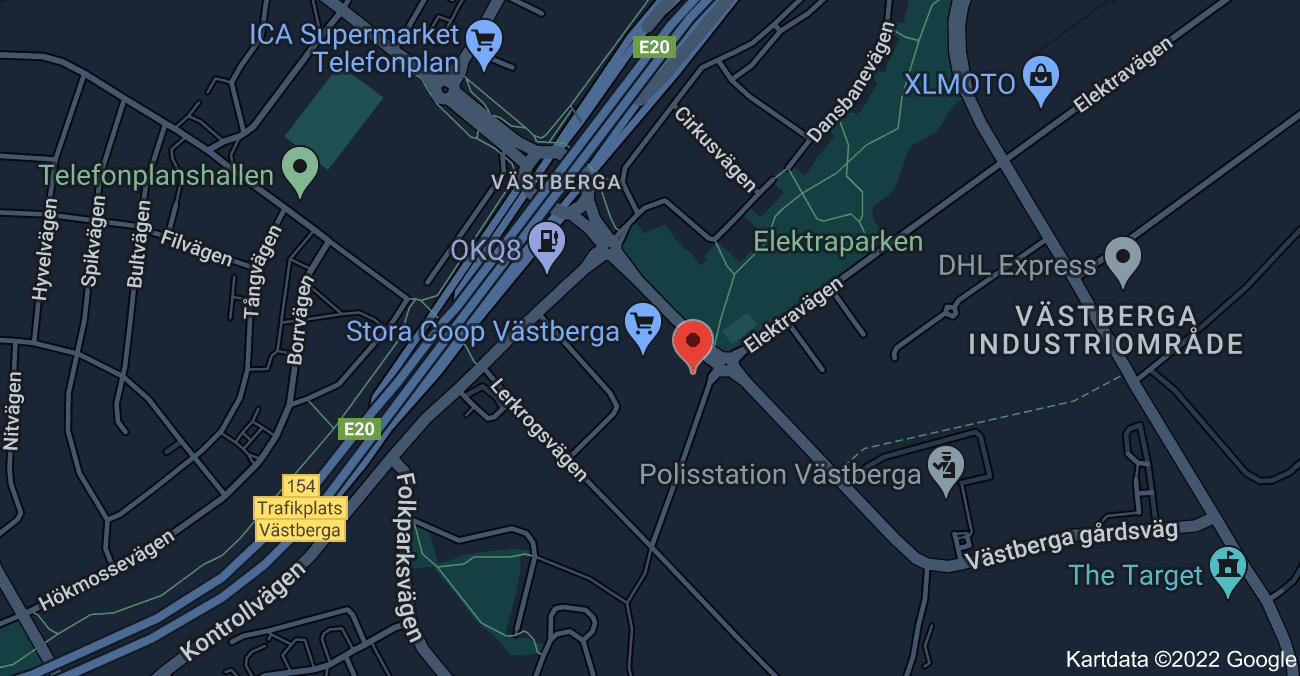 ICA Supermarket
Telefonplan
E20
XLMOTO
Elektravägen
Dansbanevägen
Cirkusvägen
Telefonplanshallen
VÄSTBERGA
Hyvelvägen
Spikvägen
Bultvägen
Filvägen
Tångvägen
Borrvägen
OKQ8
Elektraparken
DHL Express
Elektravägen
VÄSTBERGA
INDUSTRIOMRÅDE
Stora Coop Västberga
Nitvägen
E20
Lerkrogsvägen
154
Trafikplats
Västberga
Polisstation Västberga
Folkparksvägen
Västberga gårdsväg
Hökmossevägen
Kontrollvägen
The Target
Kartdata ©2022 Google